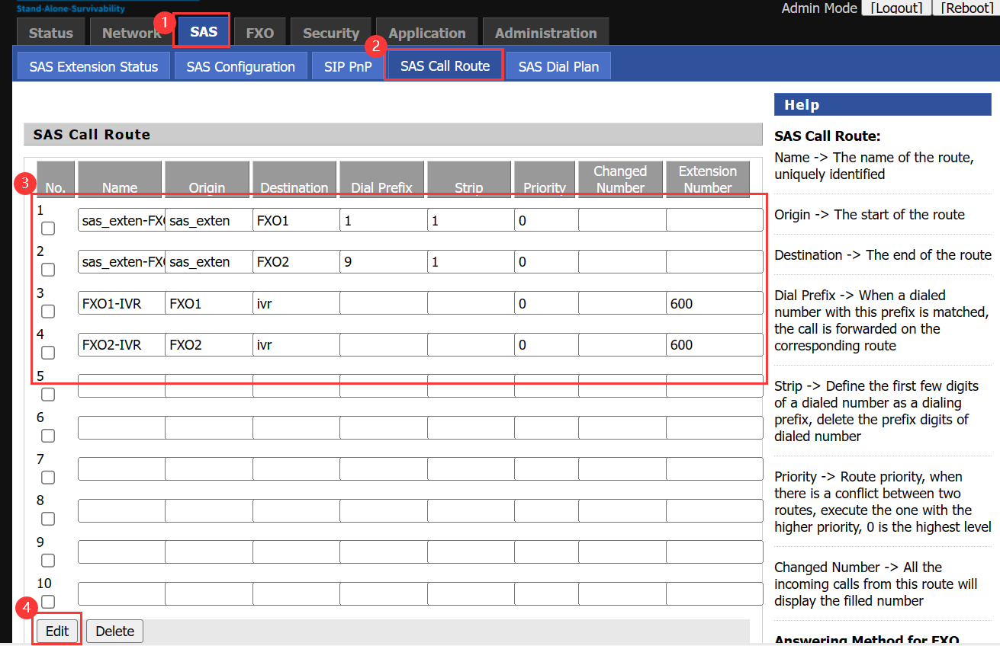 Stand-Alone-Survivability
Admin Mode [Logout] [Reboot]
1
Status Network SAS FXO Security Application Administration
2
SAS Extension Status SAS Configuration SIP PnP SAS Call Route SAS Dial Plan
SAS Call Route
3
No. Name Origin Destination Dial Prefix Strip Priority Changed Number Extension Number
1 sas_exten-FXO sas_exten FXO1 1 1 0
2 sas_exten-FXO sas_exten FXO2 9 1 0
3 FXO1-IVR FXO1 ivr 0 600
4 FXO2-IVR FXO2 ivr 0 600
5
6
7
8
9
10
4
Edit Delete
Help
SAS Call Route:
Name -> The name of the route,
uniquely identified
Origin -> The start of the route
Destination -> The end of the route
Dial Prefix -> When a dialed
number with this prefix is matched,
the call is forwarded on the
corresponding route
Strip -> Define the first few digits
of a dialed number as a dialing
prefix, delete the prefix digits of
dialed number
Priority -> Route priority, when
there is a conflict between two
routes, execute the one with the
higher priority, 0 is the highest level
Changed Number -> All the
incoming calls from this route will
display the filled number
Answering Method for FXO